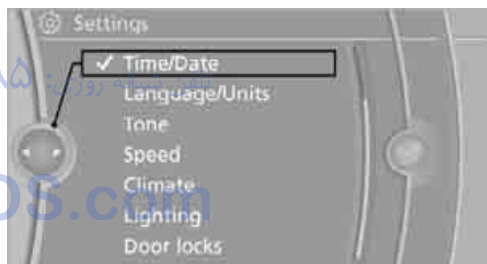 Settings
✓ Time/Date
Language/Units
Tone
Speed
Climate
Lighting
Door locks